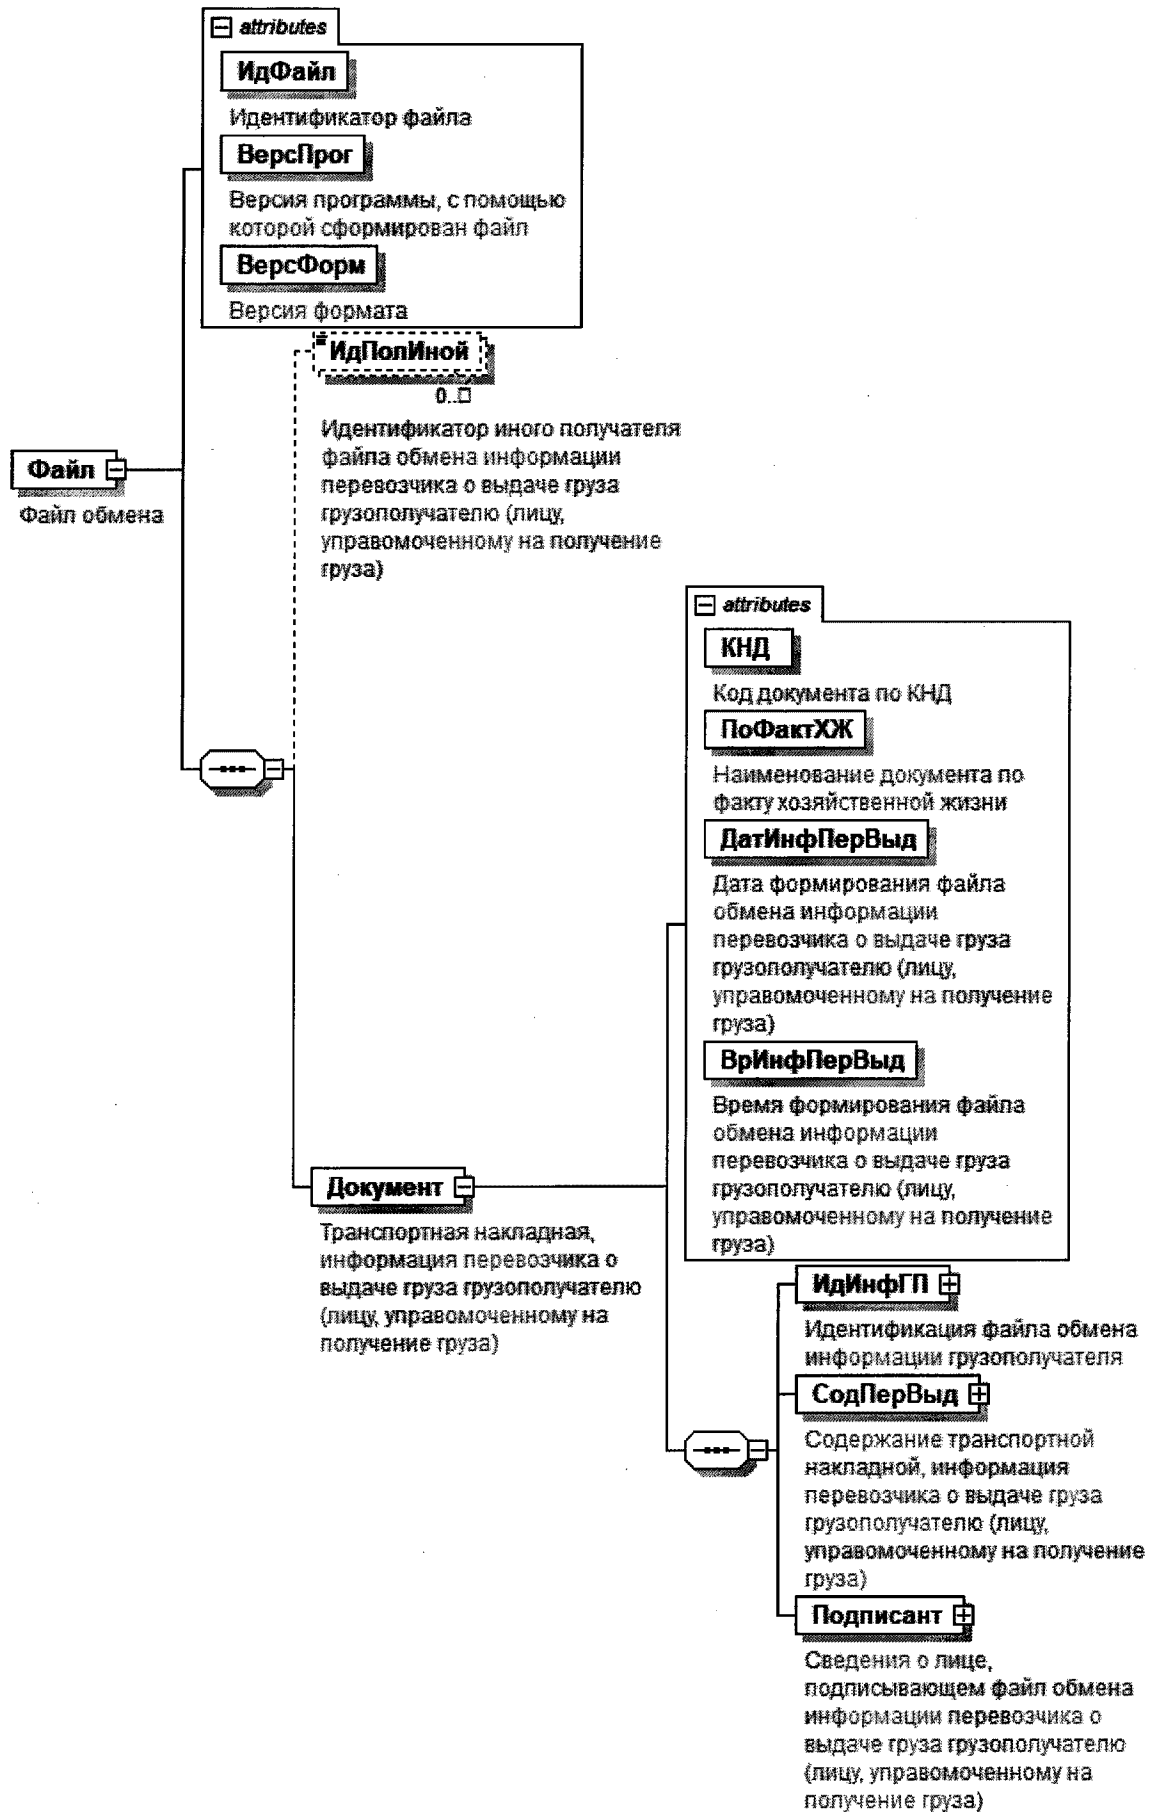 attributes
ИдФайл
Идентификатор файла
ВерсПрог
Версия программы, с помощью
которой сформирован файл
ВерсФорм
Версия формата
ИдПолИной
0..
Идентификатор иного получателя
файла обмена информации
перевозчика о выдаче груза
грузополучателю (лицу,
управомоченному на получение
груза)
Файл
Файл обмена
attributes
КНД
Код документа по КНД
ПоФактХЖ
Наименование документа по
факту хозяйственной жизни
ДатИнфПерВыд
Дата формирования файла
обмена информации
перевозчика о выдаче груза
грузополучателю (лицу,
управомоченному на получение
груза)
ВрИнфПерВыд
Время формирования файла
обмена информации
перевозчика о выдаче груза
грузополучателю (лицу,
управомоченному на получение
груза)
Документ
Транспортная накладная,
информация перевозчика о
выдаче груза грузополучателю
(лицу, управомоченному на
получение груза)
ИдИнфГП
Идентификация файла обмена
информации грузополучателя
СодПерВыд
Содержание транспортной
накладной, информация
перевозчика о выдаче груза
грузополучателю (лицу,
управомоченному на получение
груза)
Подписант
Сведения о лице,
подписывающем файл обмена
информации перевозчика о
выдаче груза грузополучателю
(лицу, управомоченному на
получение груза)